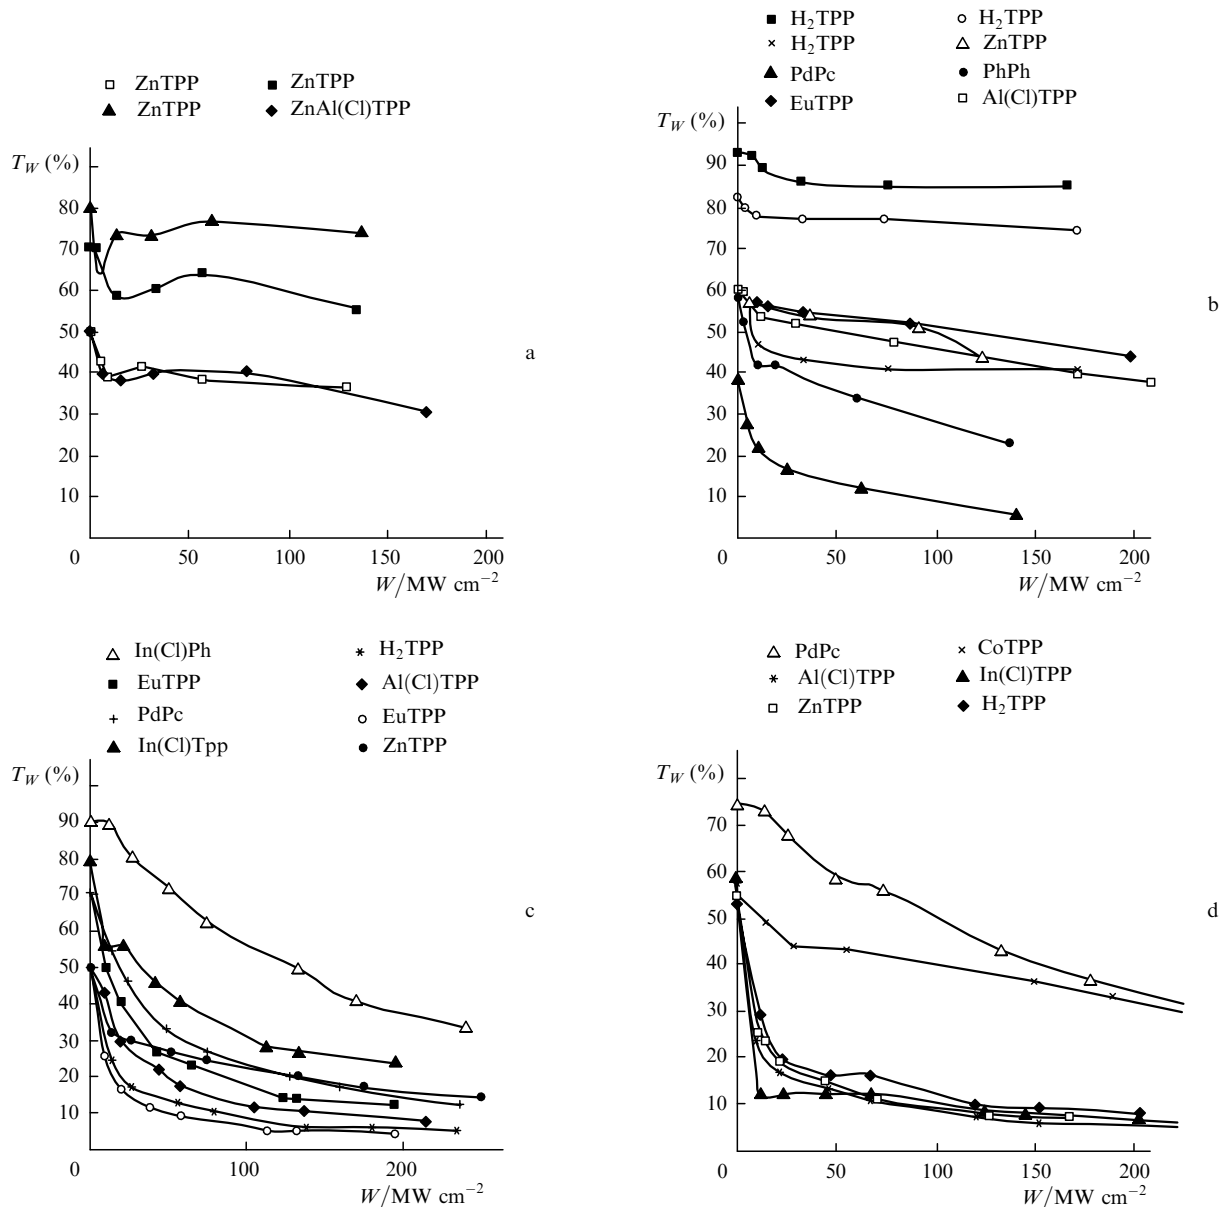 ZnTPP ZnTPP
ZnTPP ZnAl(Cl)TPP
T_W (%)
80
70
60
50
40
30
20
10
0 50 100 150 200
W/MW cm⁻²
a
H₂TPP H₂TPP
H₂TPP ZnTPP
PdPc PhPh
EuTPP Al(Cl)TPP
T_W (%)
90
80
70
60
50
40
30
20
10
0 50 100 150 200
W/MW cm⁻²
b
In(Cl)Ph H₂TPP
EuTPP Al(Cl)TPP
PdPc EuTPP
In(Cl)Tpp ZnTPP
T_W (%)
90
80
70
60
50
40
30
20
10
0 100 200
W/MW cm⁻²
c
PdPc CoTPP
Al(Cl)TPP In(Cl)TPP
ZnTPP H₂TPP
T_W (%)
70
60
50
40
30
20
10
0 50 100 150 200
W/MW cm⁻²
d